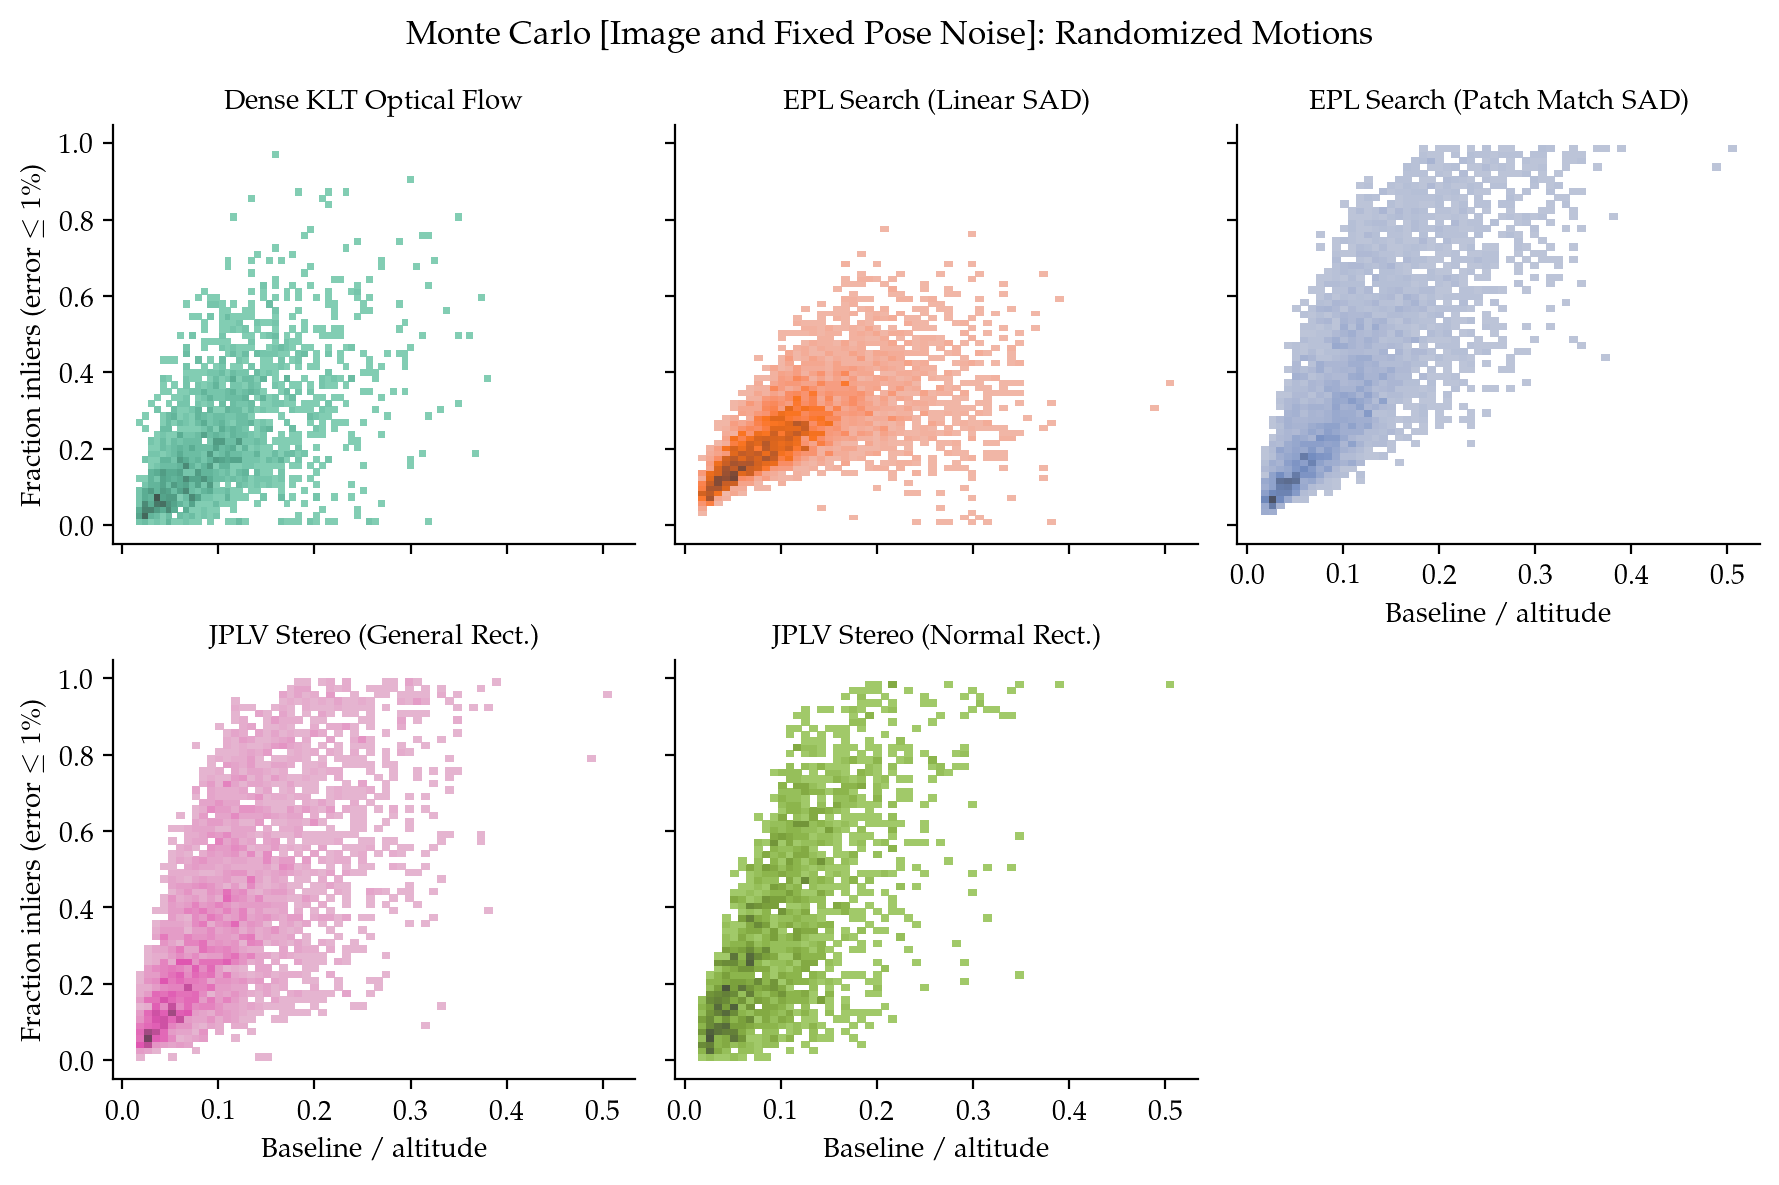 Monte Carlo [Image and Fixed Pose Noise]: Randomized Motions
Dense KLT Optical Flow
EPL Search (Linear SAD)
EPL Search (Patch Match SAD)
Fraction inliers (error ≤ 1%)
1.0
0.8
0.6
0.4
0.2
0.0
0.0 0.1 0.2 0.3 0.4 0.5
Baseline / altitude
JPLV Stereo (General Rect.)
JPLV Stereo (Normal Rect.)
Fraction inliers (error ≤ 1%)
1.0
0.8
0.6
0.4
0.2
0.0
0.0 0.1 0.2 0.3 0.4 0.5
Baseline / altitude
0.0 0.1 0.2 0.3 0.4 0.5
Baseline / altitude